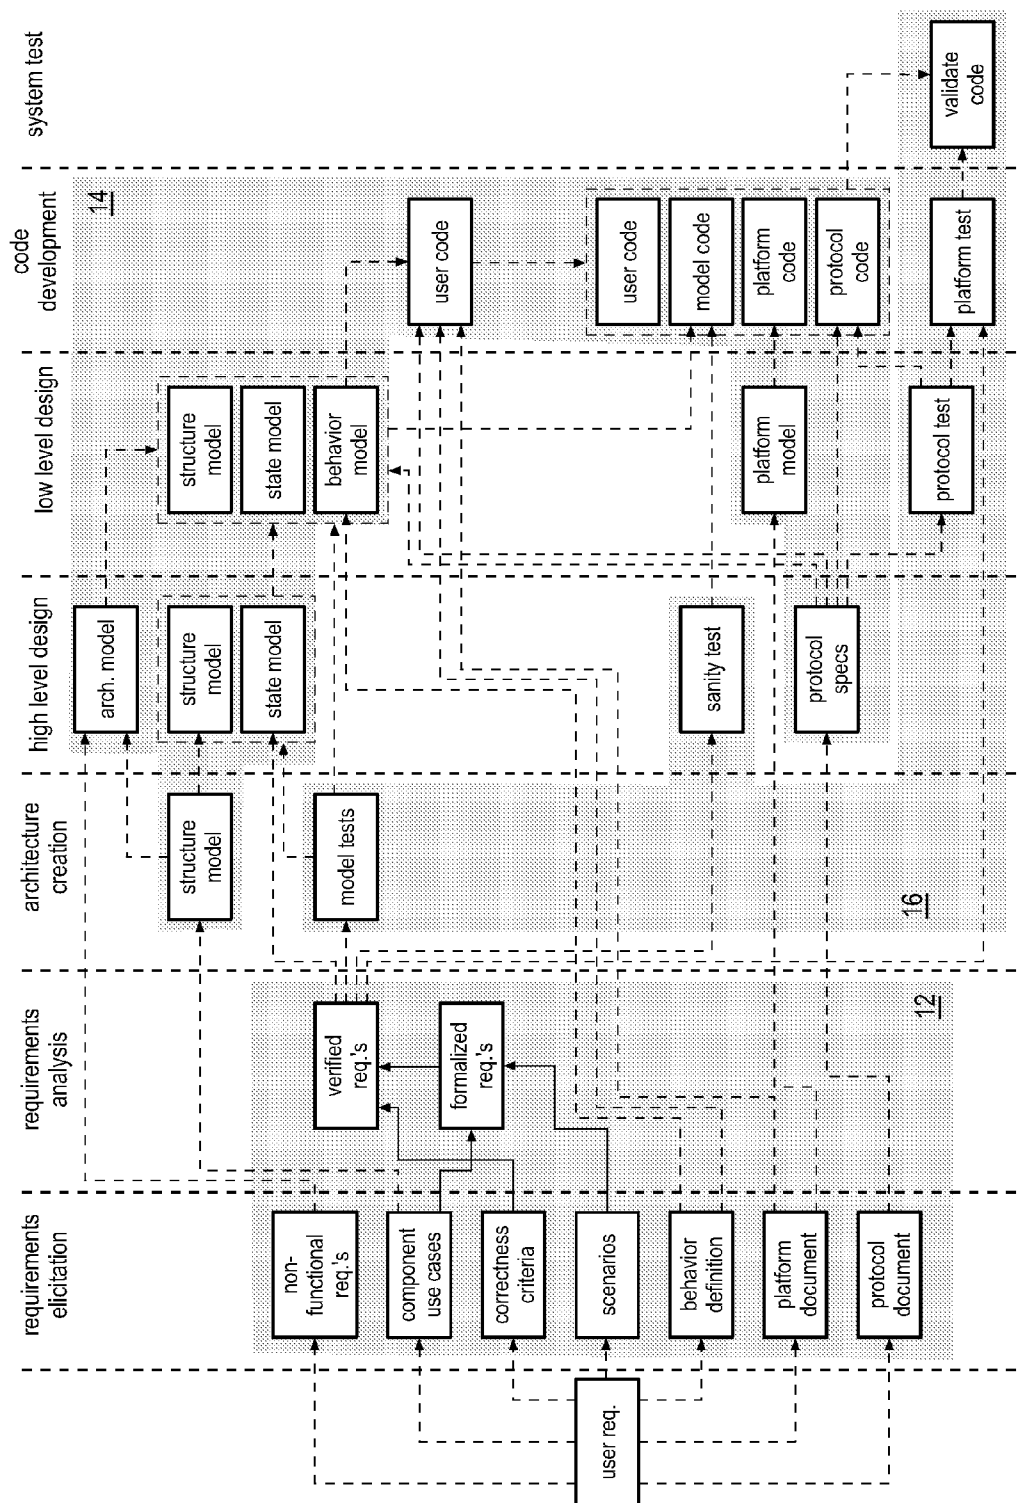 requirements
elicitation
requirements
analysis
architecture
creation
high level design
low level design
code
development
system test
user req.
non-
functional
req.'s
component
use cases
correctness
criteria
scenarios
behavior
definition
platform
document
protocol
document
verified
req.'s
formalized
req.'s
12
structure
model
model tests
16
arch. model
structure
model
state model
sanity test
protocol
specs
structure
model
state model
behavior
model
platform
model
protocol test
14
user code
user code
model code
platform
code
protocol
code
platform test
validate
code